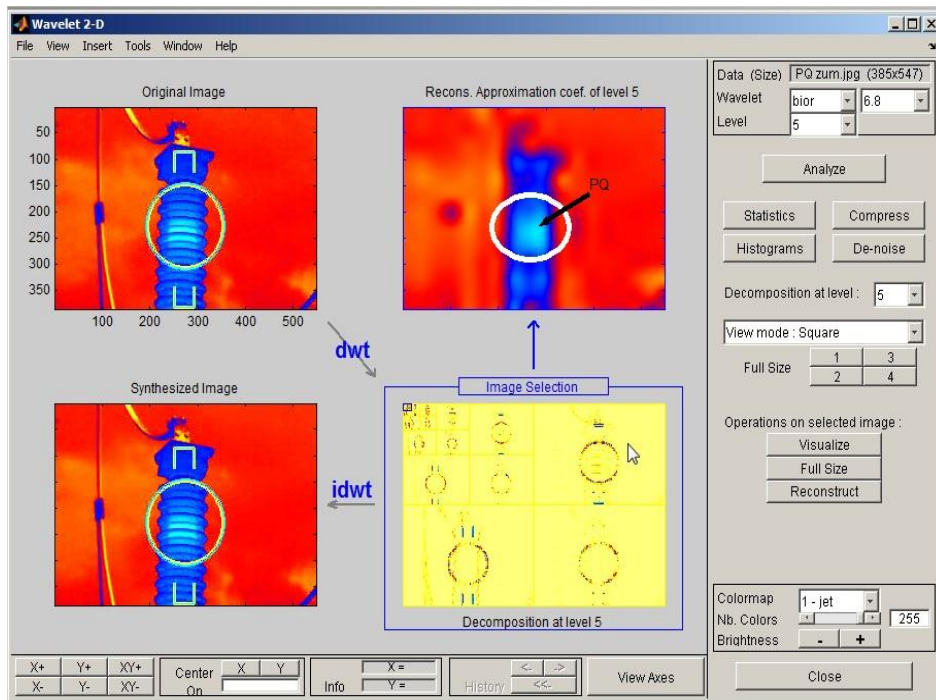 Wavelet 2-D
File View Insert Tools Window Help
Original Image
50
100
150
200
250
300
350
100 200 300 400 500
Recons. Approximation coef. of level 5
PQ
dwt
Synthesized Image
idwt
Image Selection
Decomposition at level 5
Data (Size) PQ zum.jpg (385x547)
Wavelet bior 6.8
Level 5
Analyze
Statistics Compress
Histograms De-noise
Decomposition at level : 5
View mode : Square
Full Size 1 3
2 4
Operations on selected image :
Visualize
Full Size
Reconstruct
Colormap 1 - jet
Nb. Colors 255
Brightness - +
X+ Y+ XY+
X- Y- XY-
Center On X Y
Info X =
Y =
History <- ->
<<-
View Axes
Close